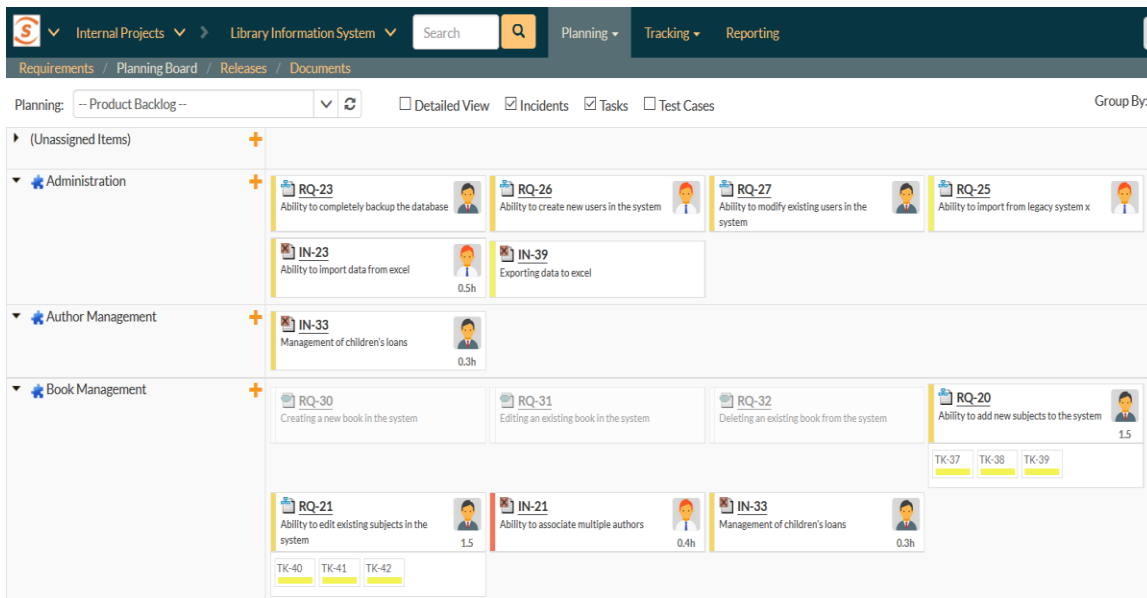 Internal Projects Library Information System Search Planning Tracking Reporting
Requirements / Planning Board / Releases / Documents
Planning: -- Product Backlog -- Detailed View Incidents Tasks Test Cases Group By:
(Unassigned Items)
Administration
RQ-23
Ability to completely backup the database
RQ-26
Ability to create new users in the system
RQ-27
Ability to modify existing users in the
system
RQ-25
Ability to import from legacy system x
IN-23
Ability to import data from excel
0.5h
IN-39
Exporting data to excel
Author Management
IN-33
Management of children's loans
0.3h
Book Management
RQ-30
Creating a new book in the system
RQ-31
Editing an existing book in the system
RQ-32
Deleting an existing book from the system
RQ-20
Ability to add new subjects to the system
1.5
TK-37 TK-38 TK-39
RQ-21
Ability to edit existing subjects in the
system
1.5
TK-40 TK-41 TK-42
IN-21
Ability to associate multiple authors
0.4h
IN-33
Management of children's loans
0.3h